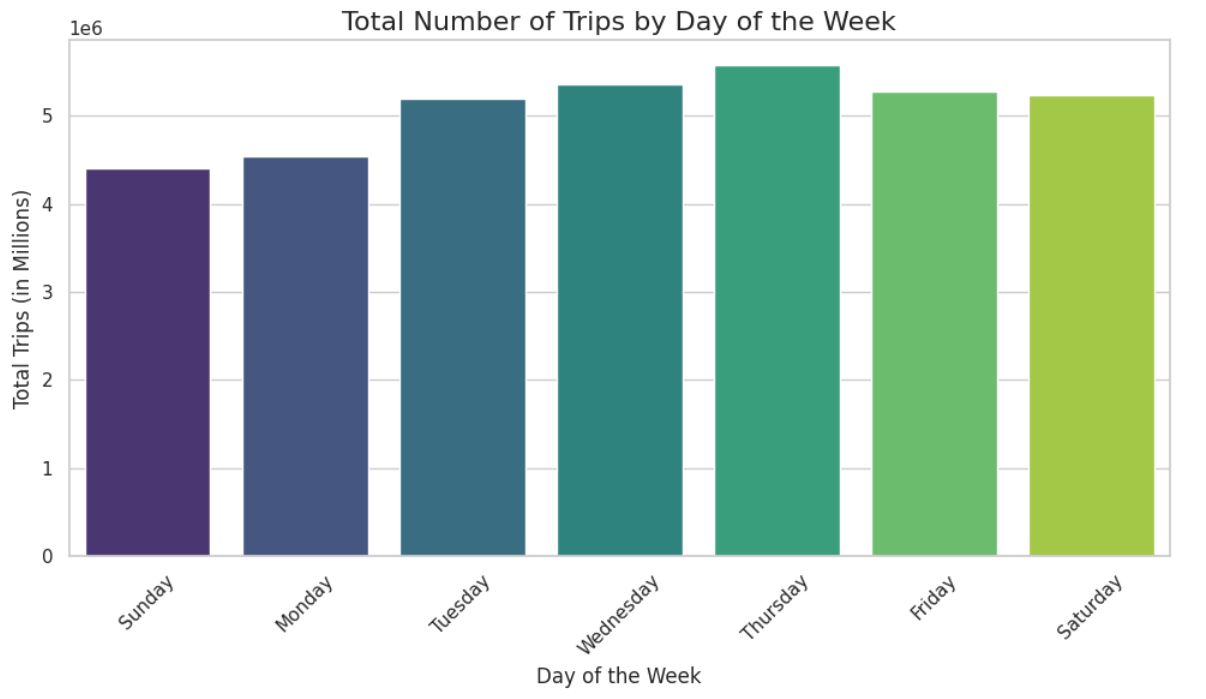 Total Number of Trips by Day of the Week
1e6
Total Trips (in Millions)
5
4
3
2
1
0
Sunday
Monday
Tuesday
Wednesday
Thursday
Friday
Saturday
Day of the Week